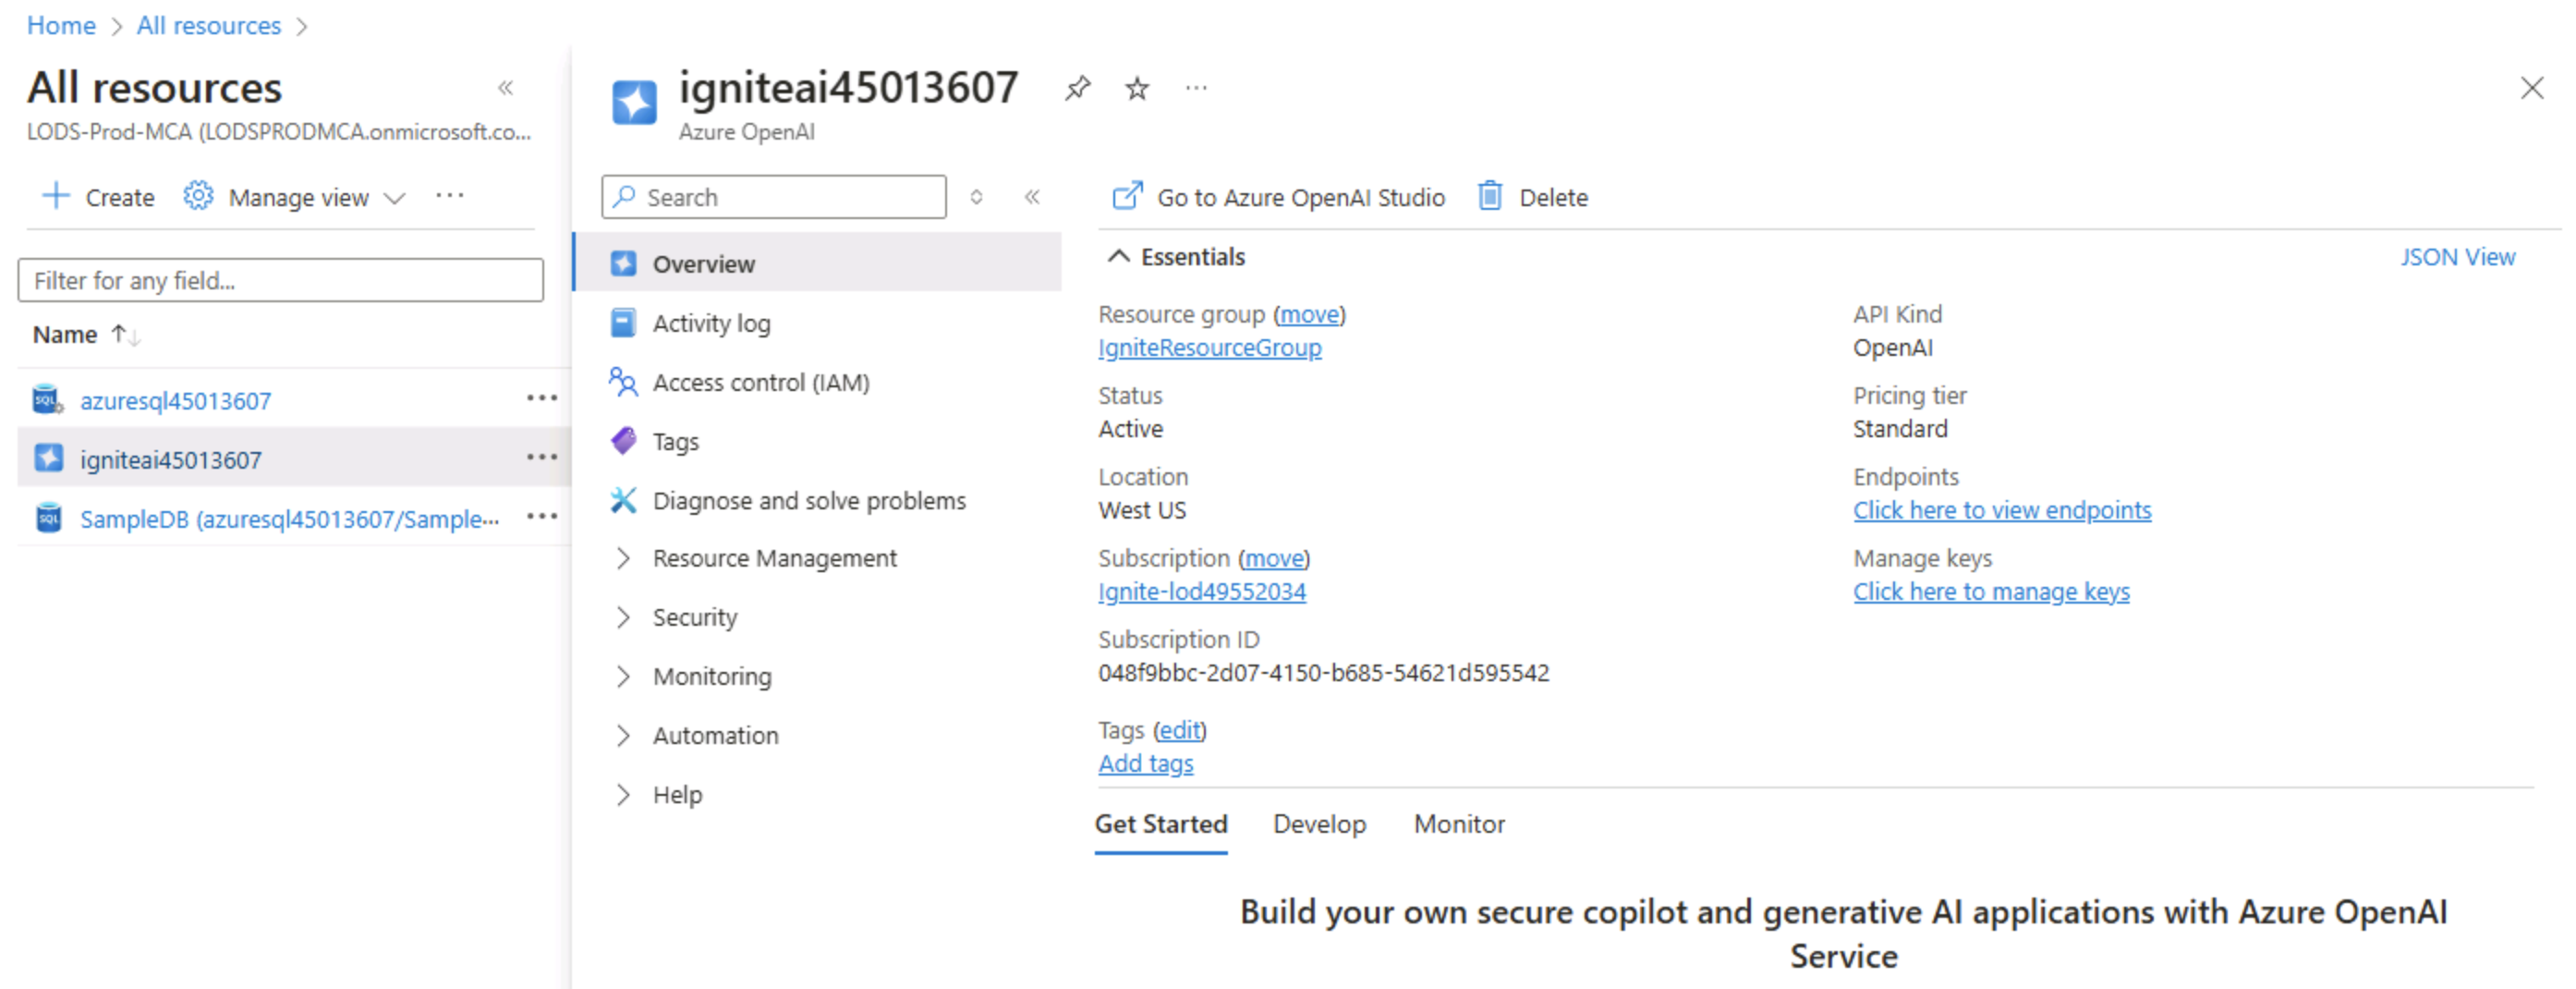 Home > All resources >
All resources
LODS-Prod-MCA (LODSPRODMCA.onmicrosoft.co...
Create
Manage view
Filter for any field...
Name
azuresql45013607
igniteai45013607
SampleDB (azuresql45013607/Sample...
igniteai45013607
Azure OpenAI
Search
Overview
Activity log
Access control (IAM)
Tags
Diagnose and solve problems
Resource Management
Security
Monitoring
Automation
Help
Go to Azure OpenAI Studio
Delete
Essentials
JSON View
Resource group (move)
IgniteResourceGroup
Status
Active
Location
West US
Subscription (move)
Ignite-lod49552034
Subscription ID
048f9bbc-2d07-4150-b685-54621d595542
Tags (edit)
Add tags
API Kind
OpenAI
Pricing tier
Standard
Endpoints
Click here to view endpoints
Manage keys
Click here to manage keys
Get Started
Develop
Monitor
Build your own secure copilot and generative AI applications with Azure OpenAI
Service